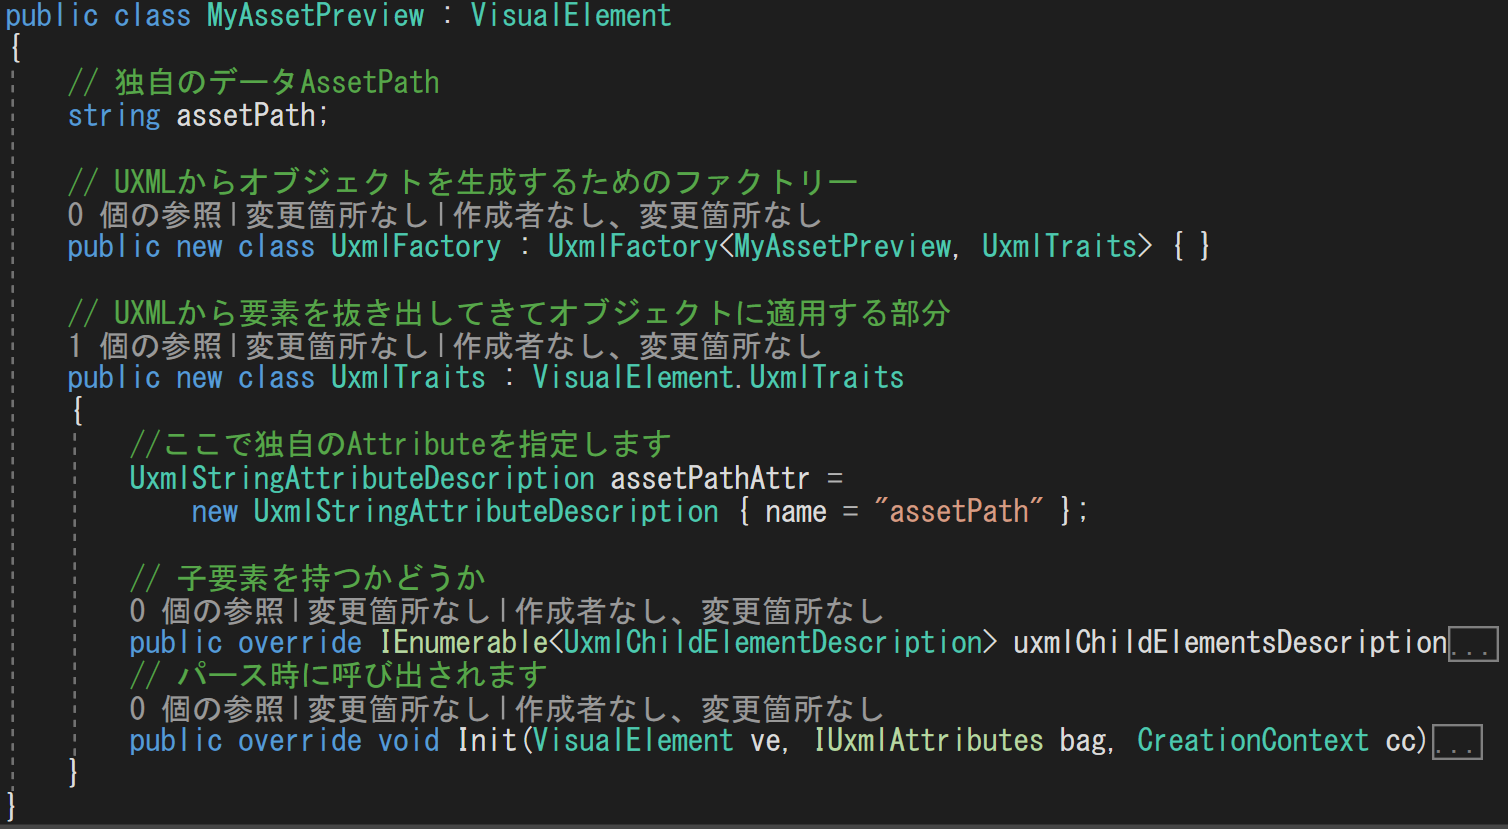 public class MyAssetPreview : VisualElement
{
// 独自のデータAssetPath
string assetPath;
// UXMLからオブジェクトを生成するためのファクトリー
0 個の参照|変更箇所なし|作成者なし、変更箇所なし
public new class UxmlFactory : UxmlFactory<MyAssetPreview, UxmlTraits> { }
// UXMLから要素を抜き出してきてオブジェクトに適用する部分
1 個の参照|変更箇所なし|作成者なし、変更箇所なし
public new class UxmlTraits : VisualElement.UxmlTraits
{
//ここで独自のAttributeを指定します
UxmlStringAttributeDescription assetPathAttr =
new UxmlStringAttributeDescription { name = "assetPath" };
// 子要素を持つかどうか
0 個の参照|変更箇所なし|作成者なし、変更箇所なし
public override IEnumerable<UxmlChildElementDescription> uxmlChildElementsDescription...
// パース時に呼び出されます
0 個の参照|変更箇所なし|作成者なし、変更箇所なし
public override void Init(VisualElement ve, IUxmlAttributes bag, CreationContext cc)...
}
}